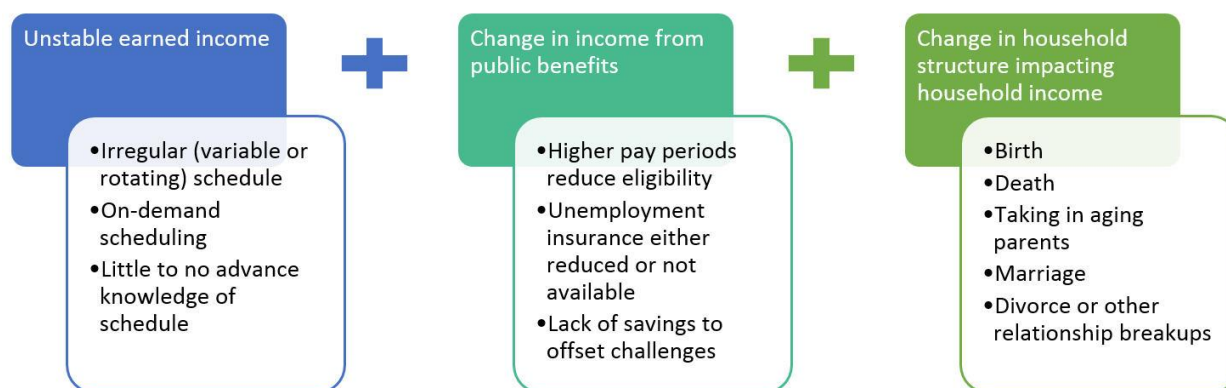 Unstable earned income
•Irregular (variable or
rotating) schedule
•On-demand
scheduling
•Little to no advance
knowledge of
schedule
Change in income from
public benefits
•Higher pay periods
reduce eligibility
•Unemployment
insurance either
reduced or not
available
•Lack of savings to
offset challenges
Change in household
structure impacting
household income
•Birth
•Death
•Taking in aging
parents
•Marriage
•Divorce or other
relationship breakups